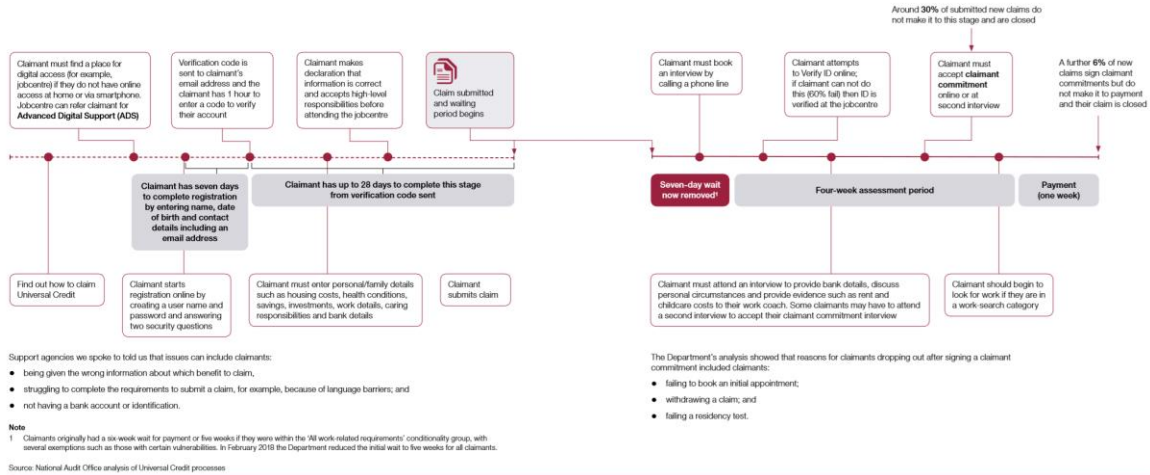 Around 30% of submitted new claims do
not make it to this stage and are closed
Claimant must find a place for
digital access (for example,
jobcentre) if they do not have online
access at home or via smartphone.
Jobcentre can refer claimant for
Advanced Digital Support (ADS)
Verification code is
sent to claimant's
email address and the
claimant has 1 hour to
enter a code to verify
their account
Claimant makes
declaration that
information is correct
and accepts high-level
responsibilities before
attending the jobcentre
Claim submitted
and waiting
period begins
Claimant must book
an interview by
calling a phone line
Claimant attempts
to Verify ID online;
if claimant can not do
this (60% fail) then ID is
verified at the jobcentre
Claimant must
accept claimant
commitment
online or at
second interview
A further 6% of new
claims sign claimant
commitments but do
not make it to payment
and their claim is closed
Claimant has seven days
to complete registration
by entering name, date
of birth and contact
details including an
email address
Claimant has up to 28 days to complete this stage
from verification code sent
Seven-day wait
now removed¹
Four-week assessment period
Payment
(one week)
Find out how to claim
Universal Credit
Claimant starts
registration online by
creating a user name and
password and answering
two security questions
Claimant must enter personal/family details
such as housing costs, health conditions,
savings, investments, work details, caring
responsibilities and bank details
Claimant
submits claim
Claimant must attend an interview to provide bank details, discuss
personal circumstances and provide evidence such as rent and
childcare costs to their work coach. Some claimants may have to attend
a second interview to accept their claimant commitment interview
Claimant should begin to
look for work if they are in
a work-search category
Support agencies we spoke to told us that issues can include claimants:
● being given the wrong information about which benefit to claim,
● struggling to complete the requirements to submit a claim, for example, because of language barriers; and
● not having a bank account or identification.
The Department's analysis showed that reasons for claimants dropping out after signing a claimant
commitment included claimants:
● failing to book an initial appointment;
● withdrawing a claim; and
● failing a residency test.
Note
1 Claimants originally had a six-week wait for payment or five weeks if they were within the 'All work-related requirements' conditionality group, with
several exemptions such as those with certain vulnerabilities. In February 2018 the Department reduced the initial wait to five weeks for all claimants.
Source: National Audit Office analysis of Universal Credit processes